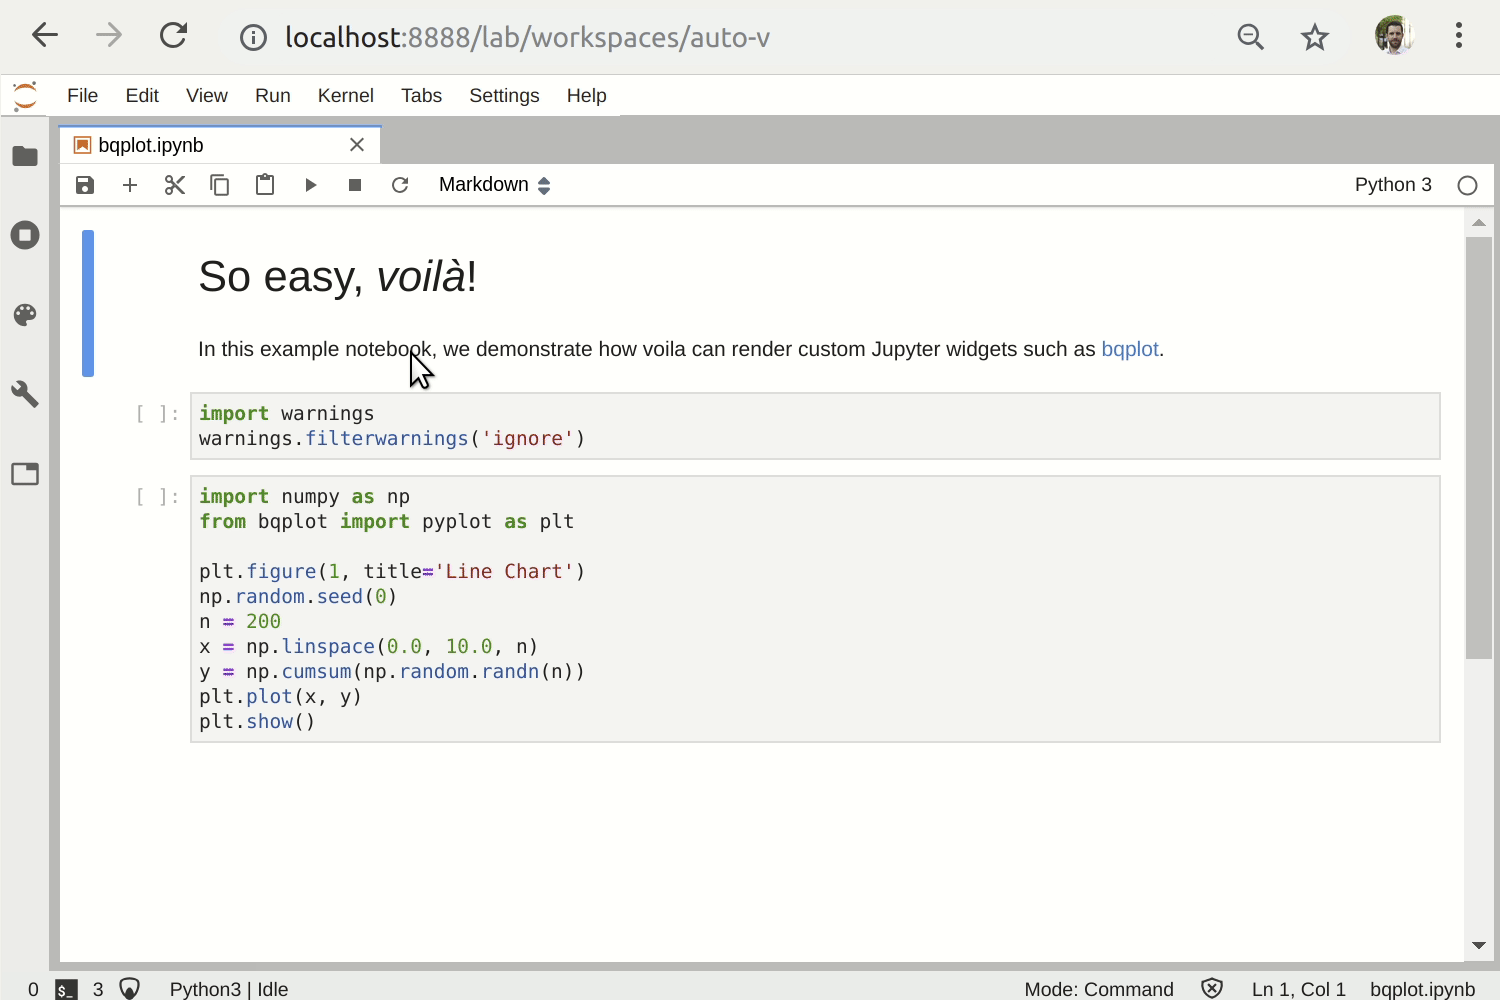 localhost:8888/lab/workspaces/auto-v
File Edit View Run Kernel Tabs Settings Help
bqplot.ipynb
Markdown Python 3
So easy, voilà!
In this example notebook, we demonstrate how voila can render custom Jupyter widgets such as bqplot.
[ ]: import warnings
warnings.filterwarnings('ignore')
[ ]: import numpy as np
from bqplot import pyplot as plt
plt.figure(1, title='Line Chart')
np.random.seed(0)
n = 200
x = np.linspace(0.0, 10.0, n)
y = np.cumsum(np.random.randn(n))
plt.plot(x, y)
plt.show()
0 $_ 3 Python3 | Idle Mode: Command Ln 1, Col 1 bqplot.ipynb